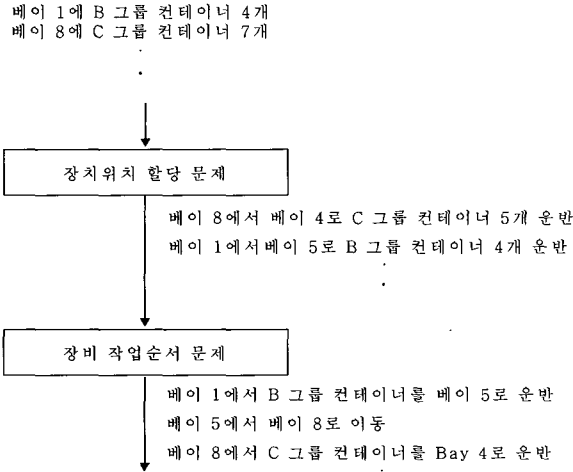 베이 1에 B 그룹 컨테이너 4개
베이 8에 C 그룹 컨테이너 7개
장치위치 할당 문제
베이 8에서 베이 4로 C 그룹 컨테이너 5개 운반
베이 1에서베이 5로 B 그룹 컨테이너 4개 운반
장비 작업순서 문제
베이 1에서 B 그룹 컨테이너를 베이 5로 운반
베이 5에서 베이 8로 이동
베이 8에서 C 그룹 컨테이너를 Bay 4로 운반